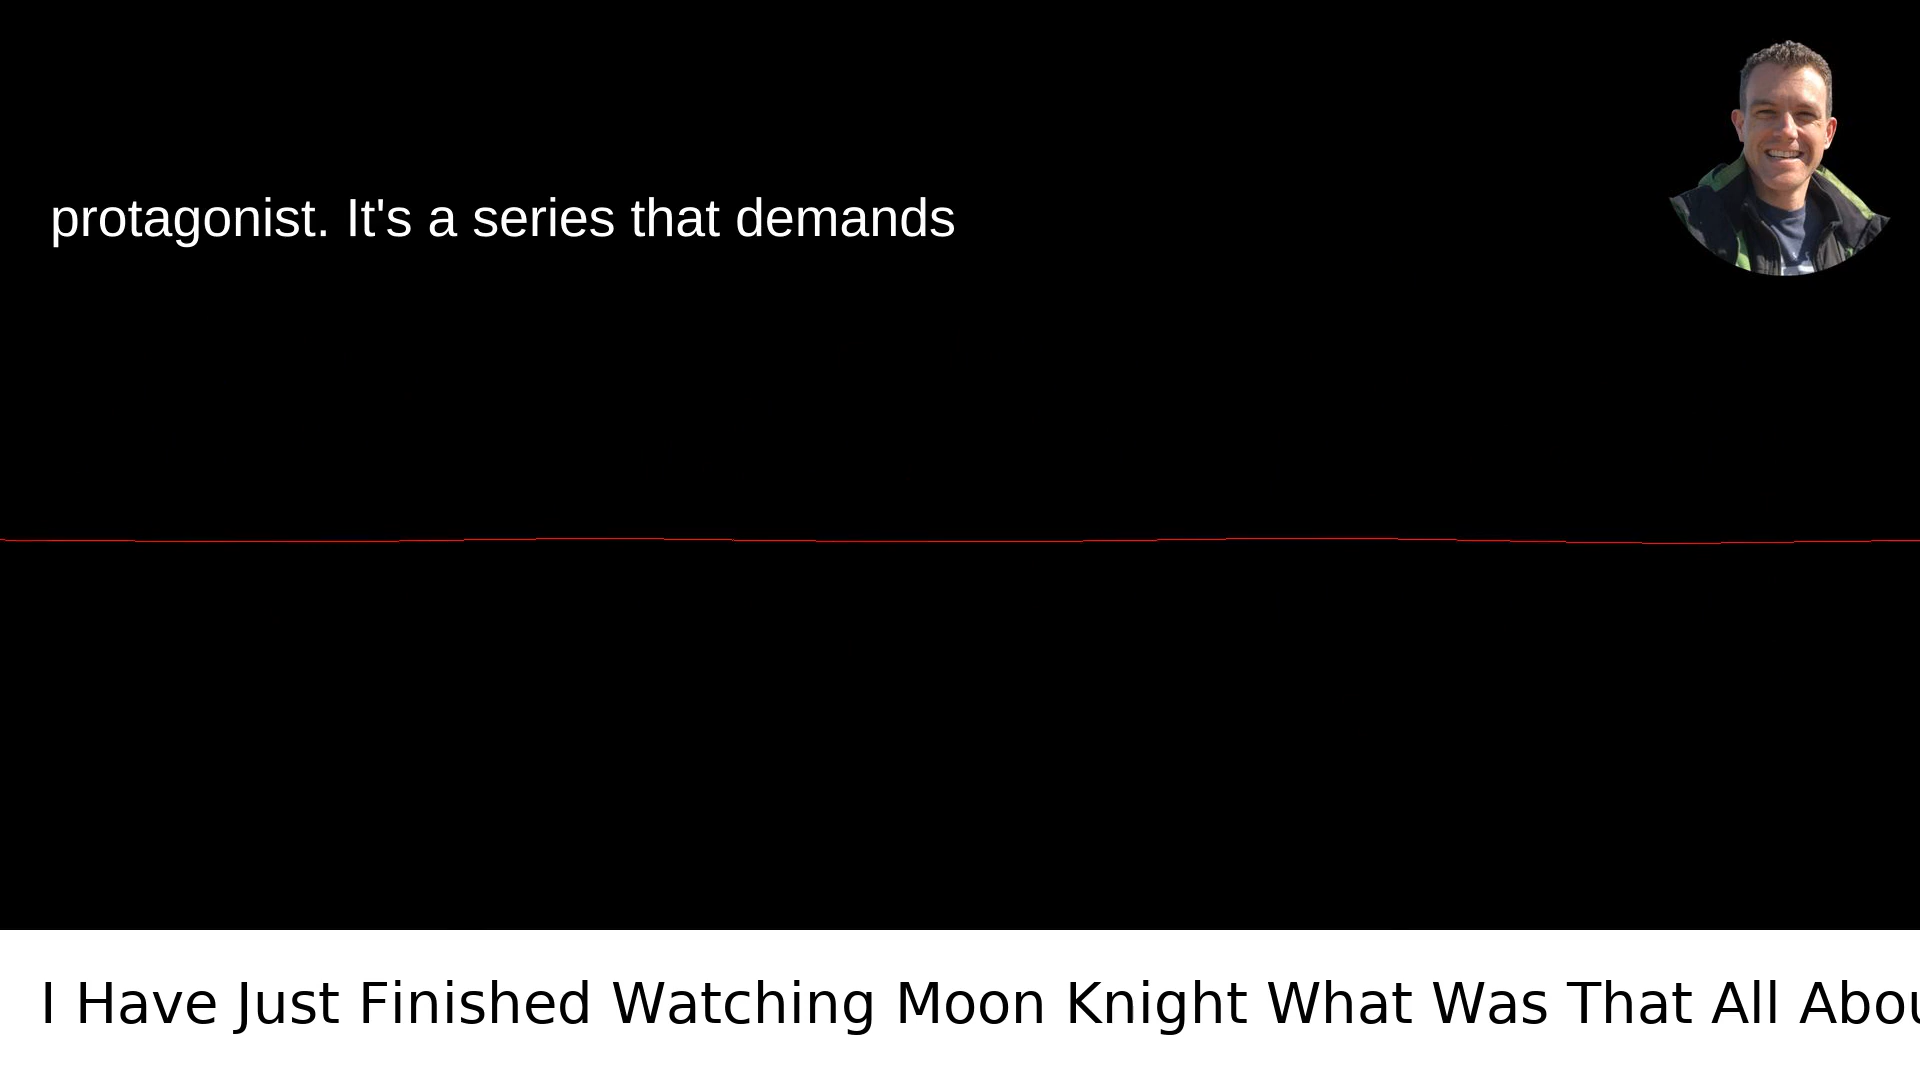 protagonist. It's a series that demands
I Have Just Finished Watching Moon Knight What Was That All Abou